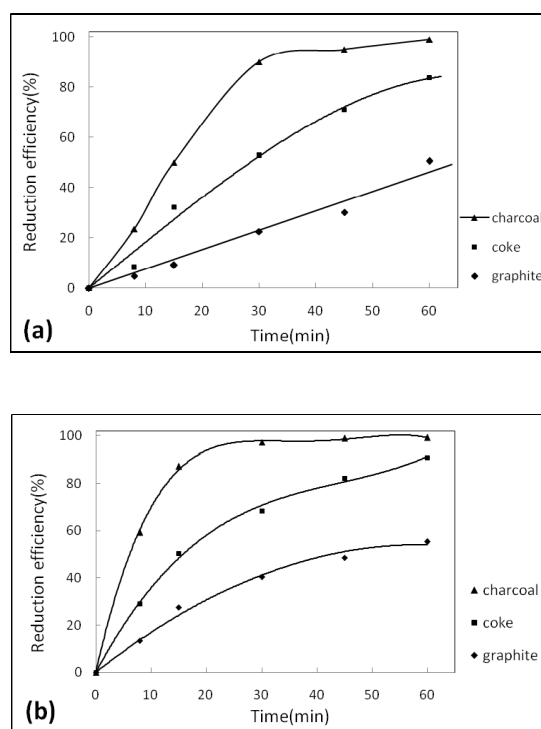 Reduction efficiency(%)
100
80
60
40
20
0
0 10 20 30 40 50 60
Time(min)
charcoal
coke
graphite
(a)
Reduction efficiency(%)
100
80
60
40
20
0
0 10 20 30 40 50 60
Time(min)
charcoal
coke
graphite
(b)